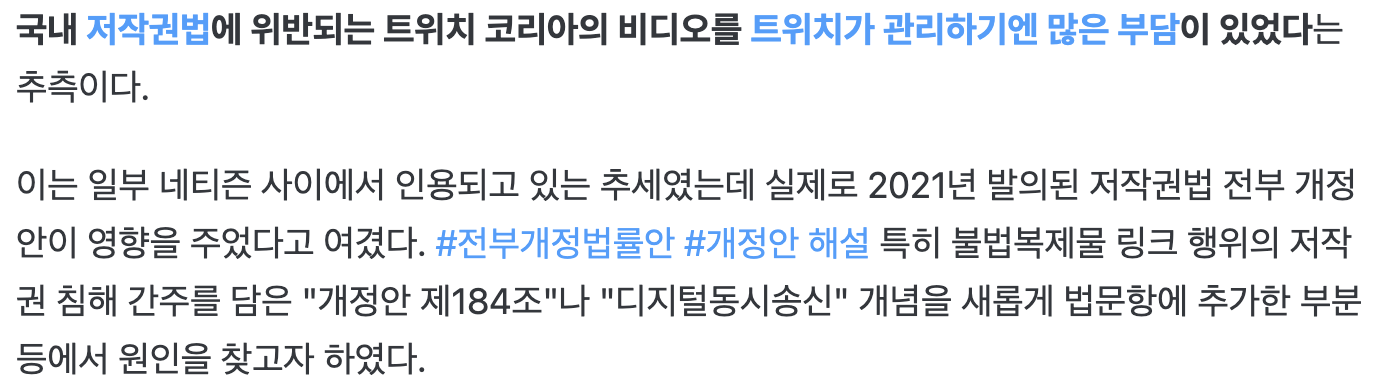 국내 저작권법에 위반되는 트위치 코리아의 비디오를 트위치가 관리하기엔 많은 부담이 있었다는
추측이다.
이는 일부 네티즌 사이에서 인용되고 있는 추세였는데 실제로 2021년 발의된 저작권법 전부 개정
안이 영향을 주었다고 여겼다. #전부개정법률안 #개정안 해설 특히 불법복제물 링크 행위의 저작
권 침해 간주를 담은 "개정안 제184조"나 "디지털동시송신" 개념을 새롭게 법문항에 추가한 부분
등에서 원인을 찾고자 하였다.